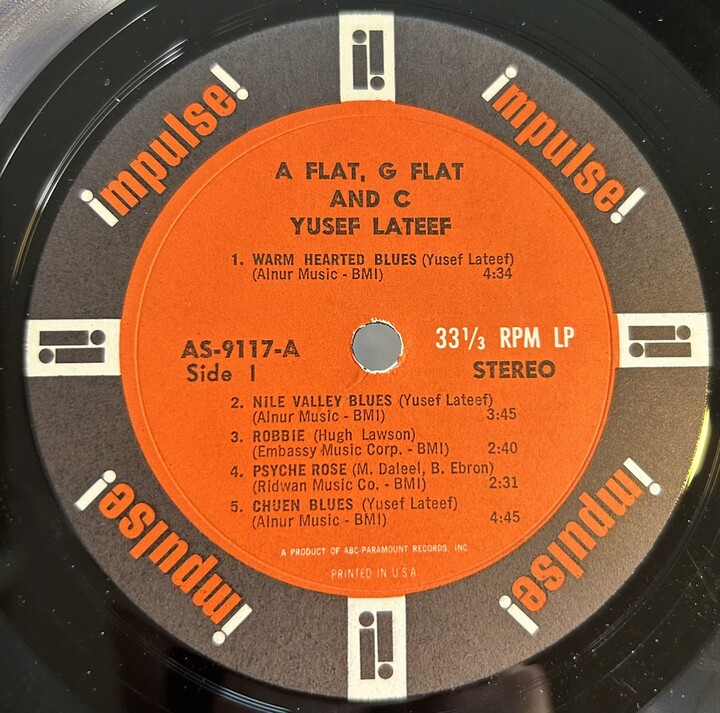 impulse!
impulse!
A FLAT, G FLAT
AND C
YUSEF LATEEF
1. WARM HEARTED BLUES (Yusef Lateef)
(Alnur Music - BMI) 4:34
AS-9117-A
Side 1
33 1/3 RPM LP
STEREO
2. NILE VALLEY BLUES (Yusef Lateef)
(Alnur Music - BMI) 3:45
3. ROBBIE (Hugh Lawson)
(Embassy Music Corp. - BMI) 2:40
4. PSYCHE ROSE (M. Daleel, B. Ebron)
(Ridwan Music Co. - BMI) 2:31
5. CHUEN BLUES (Yusef Lateef)
(Alnur Music - BMI) 4:45
A PRODUCT OF ABC-PARAMOUNT RECORDS, INC.
PRINTED IN U.S.A.
impulse!
impulse!